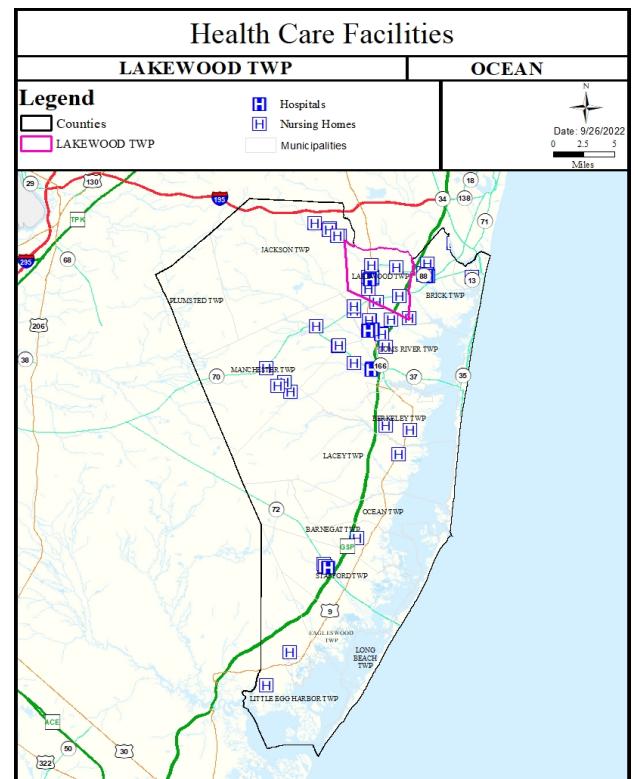 Health Care Facilities
LAKEWOOD TWP
OCEAN
Legend
Counties
LAKEWOOD TWP
H Hospitals
H Nursing Homes
Municipalities
N
Date: 9/26/2022
0 2.5 5
Miles
29
130
TPK
195
18
34
138
71
295
68
JACKSON TWP
LAKEWOOD TWP
88
13
BRICK TWP
PLUMSTED TWP
206
38
TOMS RIVER TWP
MANCHESTER TWP
166
70
37
35
BERKELEY TWP
LACEY TWP
72
OCEAN TWP
BARNEGAT TWP
GSP
STAFFORD TWP
9
EAGLESWOOD
TWP
LONG
BEACH
TWP
LITTLE EGG HARBOR TWP
ACE
50
30
322